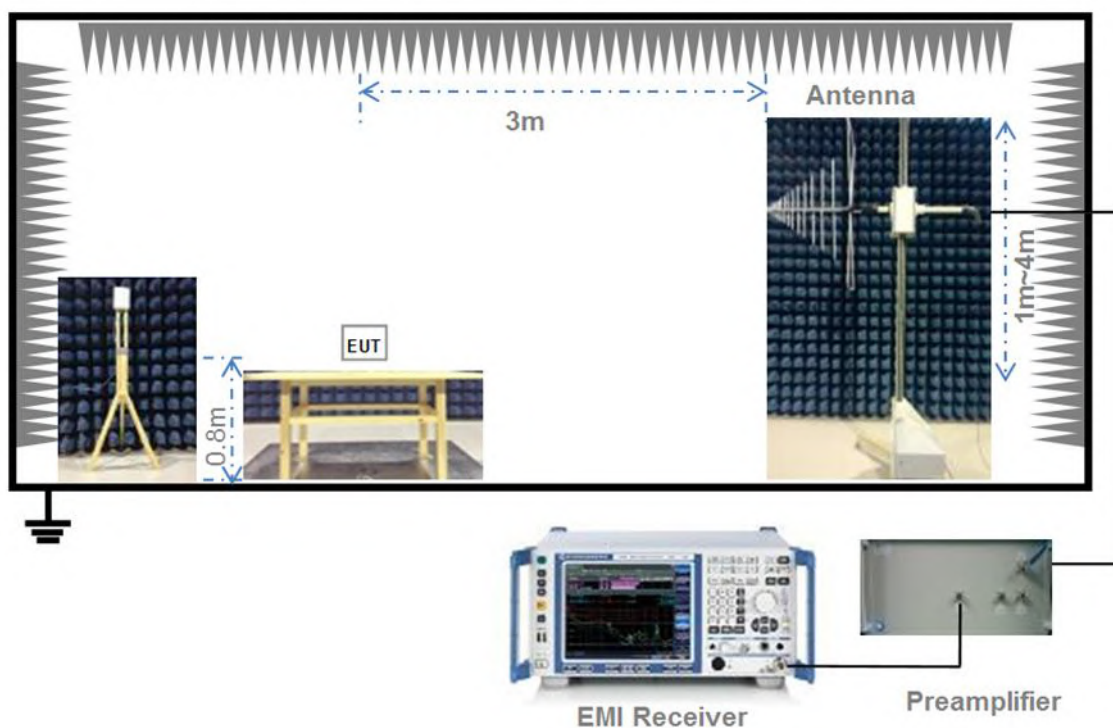 Antenna
3m
1m~4m
EUT
0.8m
EMI Receiver
Preamplifier